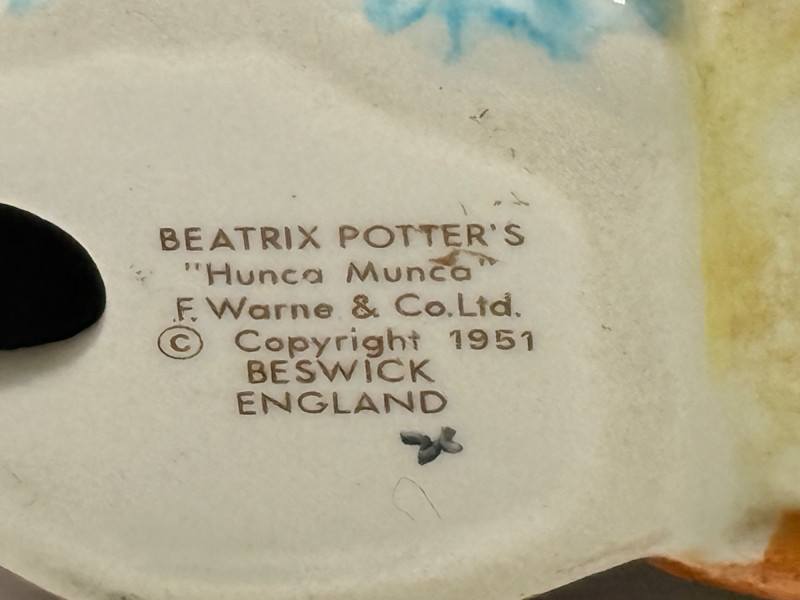 BEATRIX POTTER'S
"Hunca Munca"
F. Warne & Co.Ltd.
© Copyright 1951
BESWICK
ENGLAND